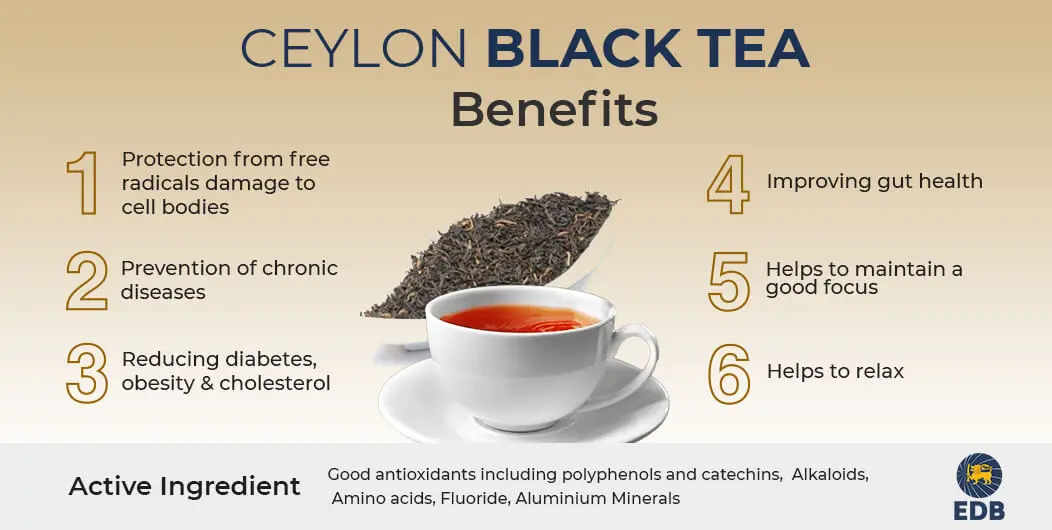 CEYLON BLACK TEA
Benefits
1
Protection from free
radicals damage to
cell bodies
2
Prevention of chronic
diseases
3
Reducing diabetes,
obesity & cholesterol
4
Improving gut health
5
Helps to maintain a
good focus
6
Helps to relax
Active Ingredient
Good antioxidants including polyphenols and catechins, Alkaloids,
Amino acids, Fluoride, Aluminium Minerals
EDB